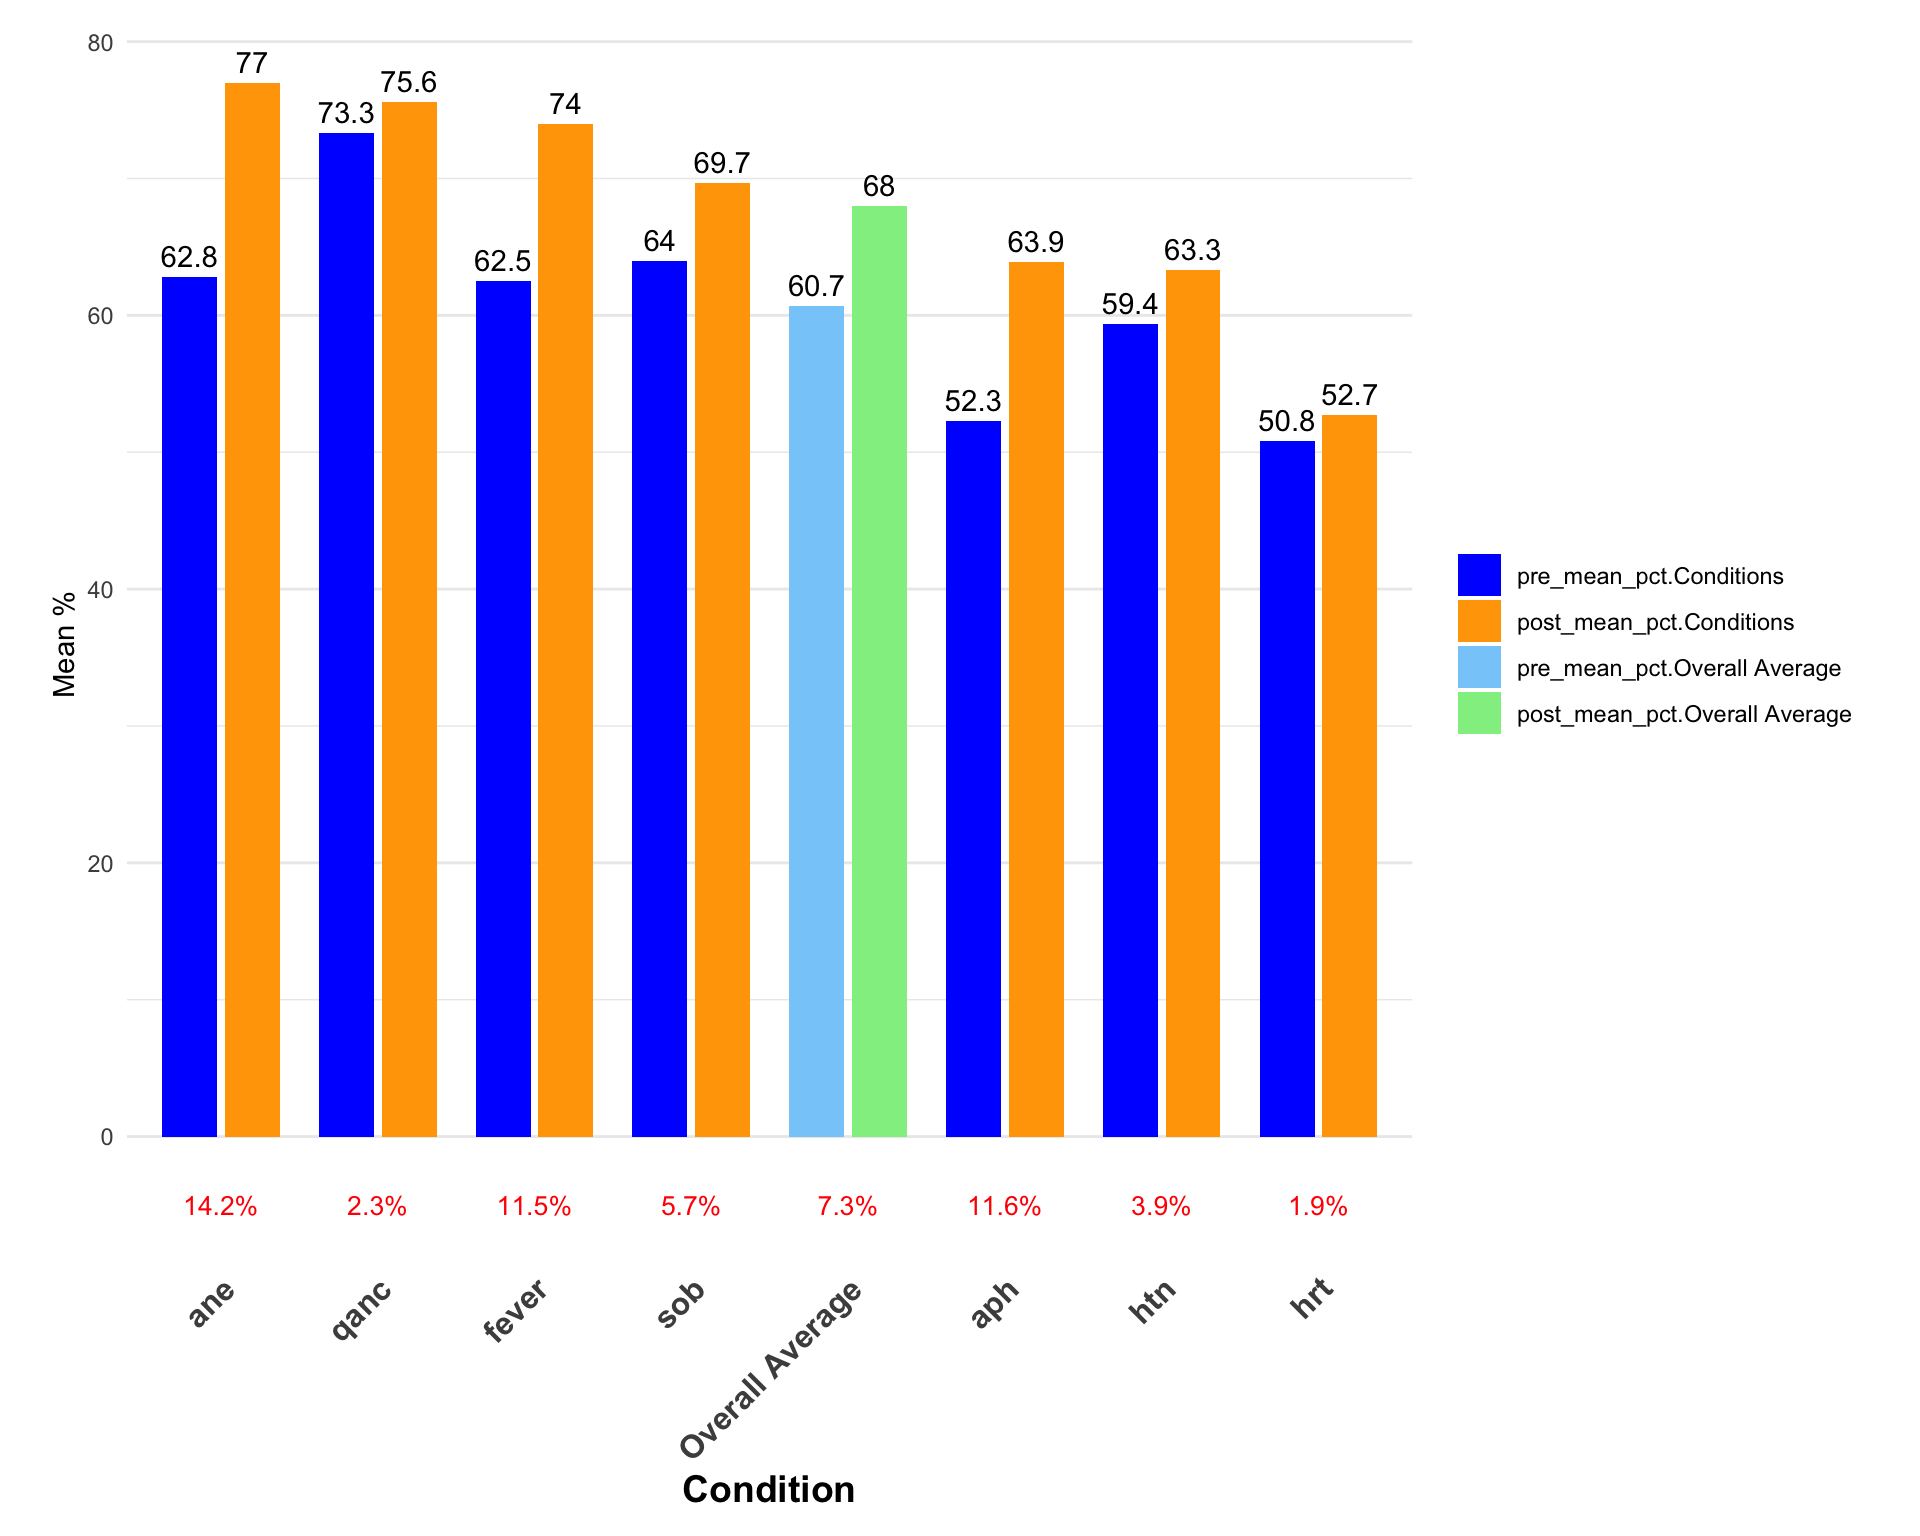 80
60
40
20
0
Mean %
62.8
77
73.3
75.6
62.5
74
64
69.7
60.7
68
52.3
63.9
59.4
63.3
50.8
52.7
14.2%
2.3%
11.5%
5.7%
7.3%
11.6%
3.9%
1.9%
ane
qanc
fever
sob
Overall Average
aph
htn
hrt
Condition
pre_mean_pct.Conditions
post_mean_pct.Conditions
pre_mean_pct.Overall Average
post_mean_pct.Overall Average